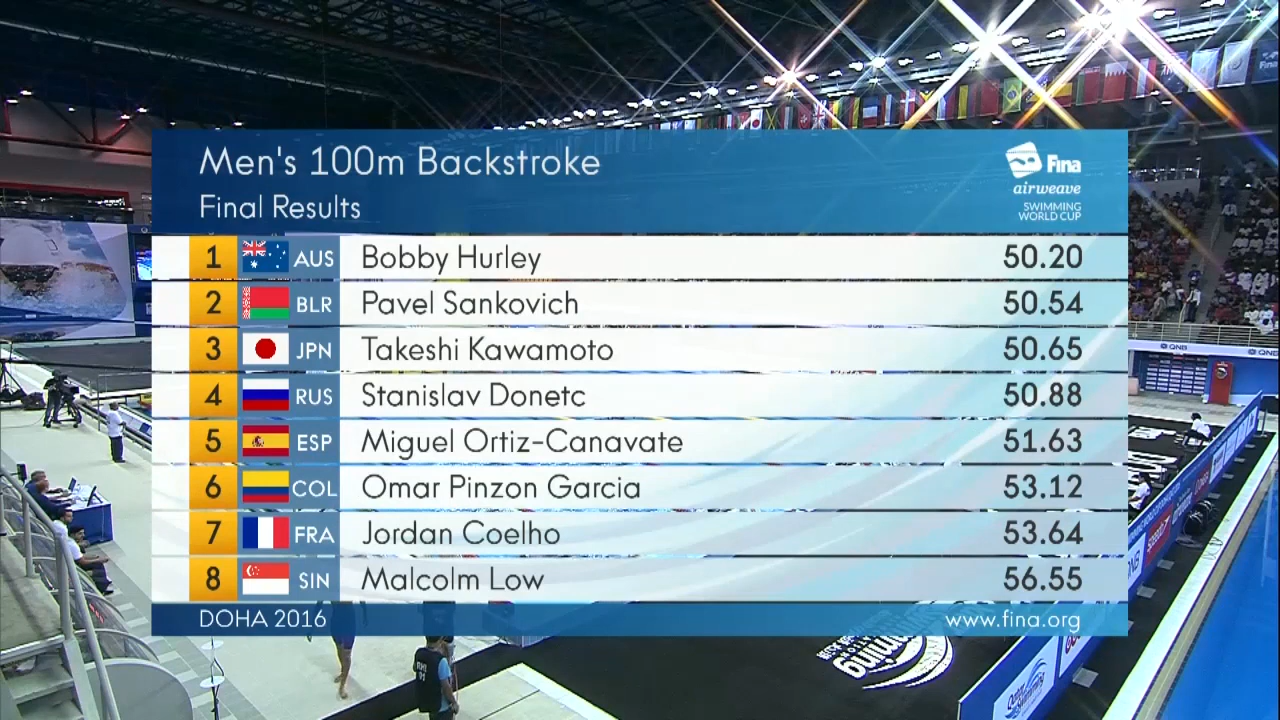 Men's 100m Backstroke
Final Results
Fina
airweave
SWIMMING
WORLD CUP
1 AUS Bobby Hurley 50.20
2 BLR Pavel Sankovich 50.54
3 JPN Takeshi Kawamoto 50.65
4 RUS Stanislav Donetc 50.88
5 ESP Miguel Ortiz-Canavate 51.63
6 COL Omar Pinzon Garcia 53.12
7 FRA Jordan Coelho 53.64
8 SIN Malcolm Low 56.55
DOHA 2016 www.fina.org
QNB
QNB
QNB